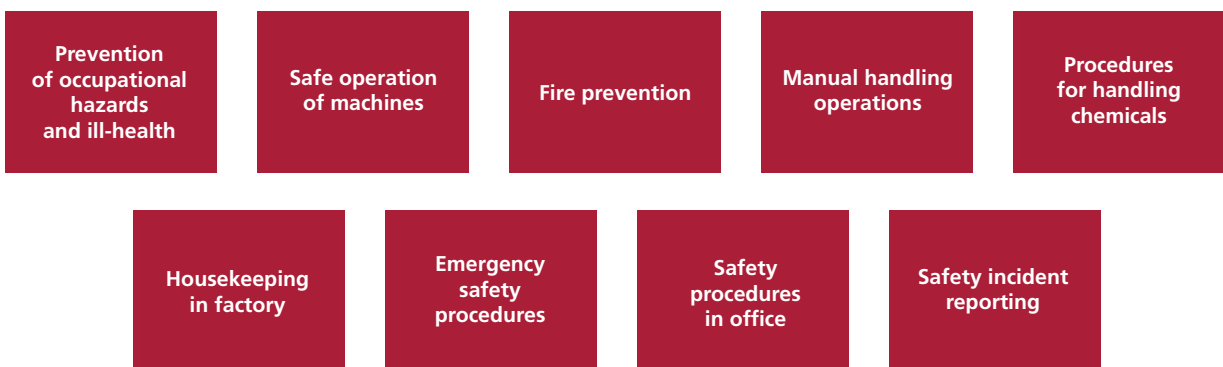 Prevention
of occupational
hazards
and ill-health
Safe operation
of machines
Fire prevention
Manual handling
operations
Procedures
for handling
chemicals
Housekeeping
in factory
Emergency
safety
procedures
Safety
procedures
in office
Safety incident
reporting